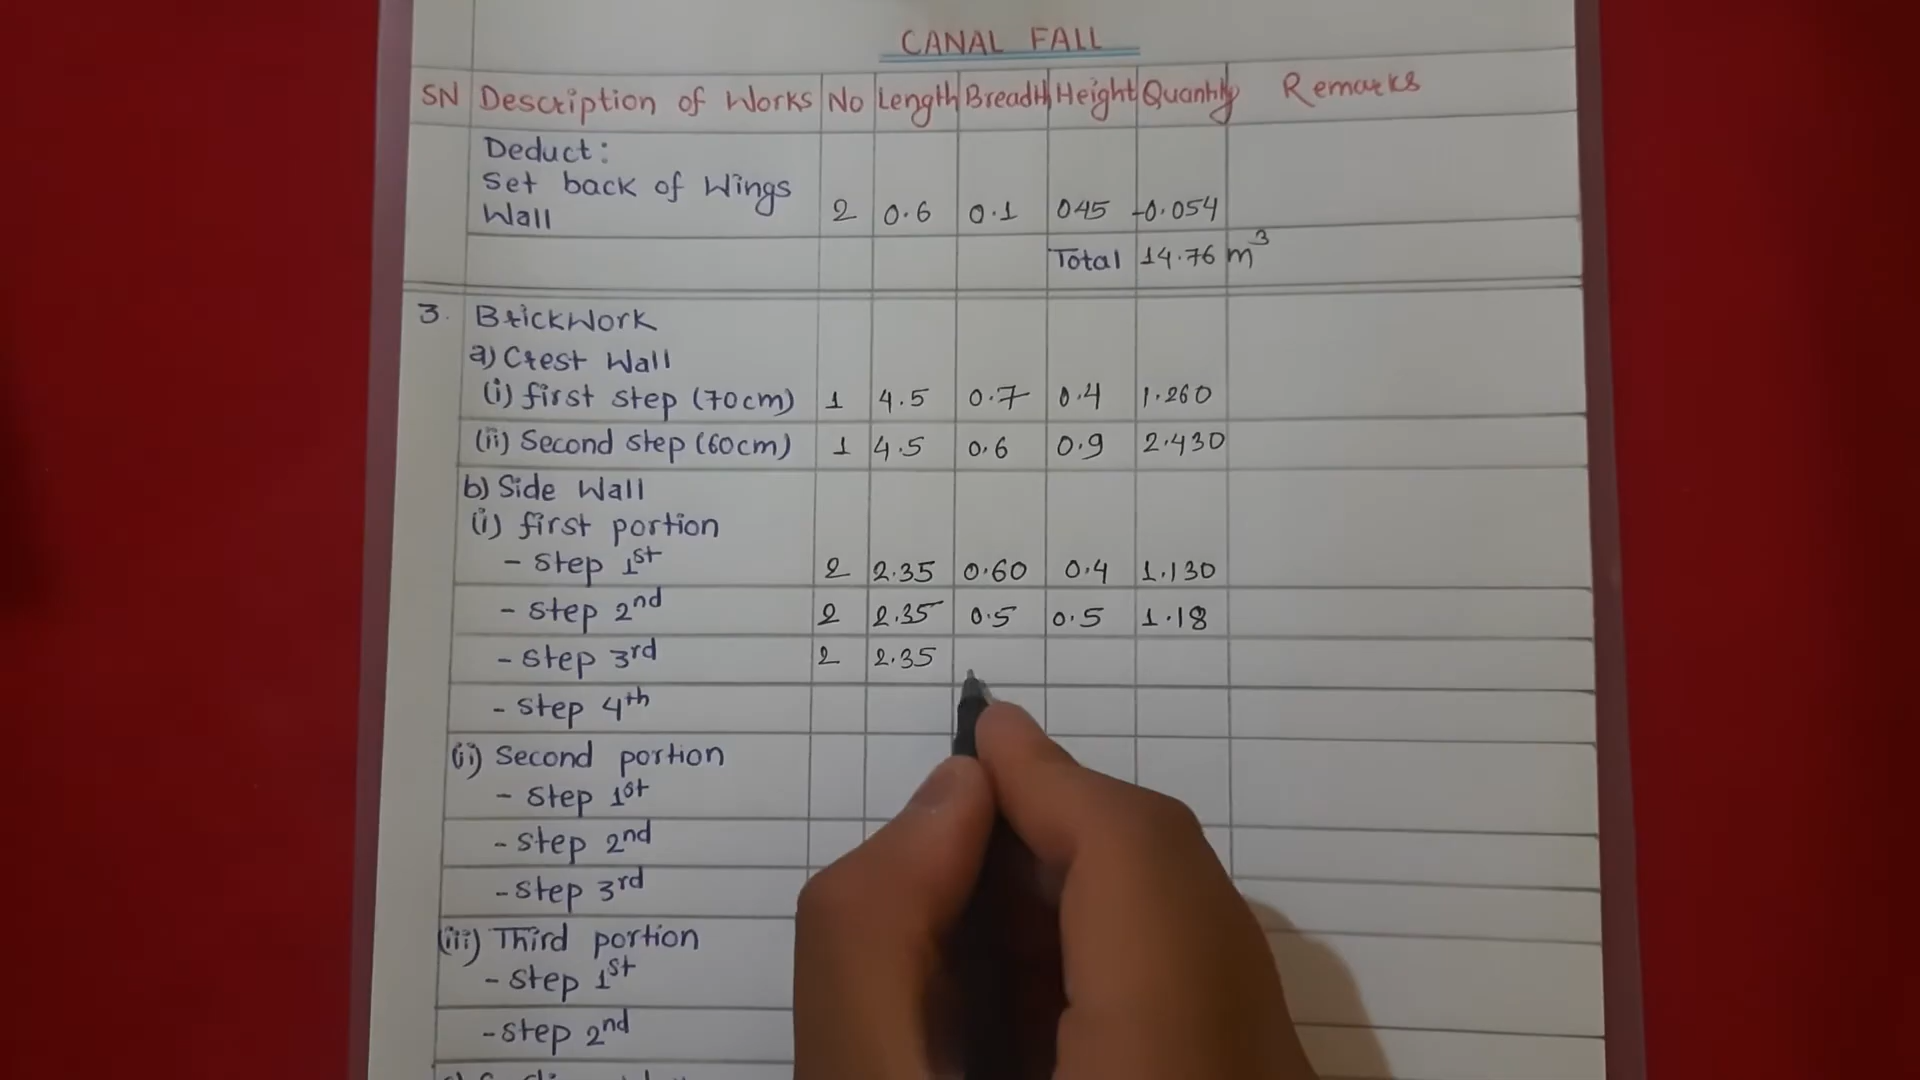 CANAL FALL
SN Description of Works No Length Breadth Height Quantity Remarks
Deduct:
Set back of Wings
Wall 2 0.6 0.1 045 -0.054
Total 14.76 m³
3. BrickWork
a) Crest Wall
(i) first step (70cm) 1 4.5 0.7 0.4 1.260
(ii) Second step (60cm) 1 4.5 0.6 0.9 2.430
b) Side Wall
(i) first portion
- Step 1st 2 2.35 0.60 0.4 1.130
- Step 2nd 2 2.35 0.5 0.5 1.18
- Step 3rd 2 2.35
- Step 4th
(ii) Second portion
- Step 1st
- Step 2nd
- Step 3rd
(iii) Third portion
- Step 1st
- Step 2nd